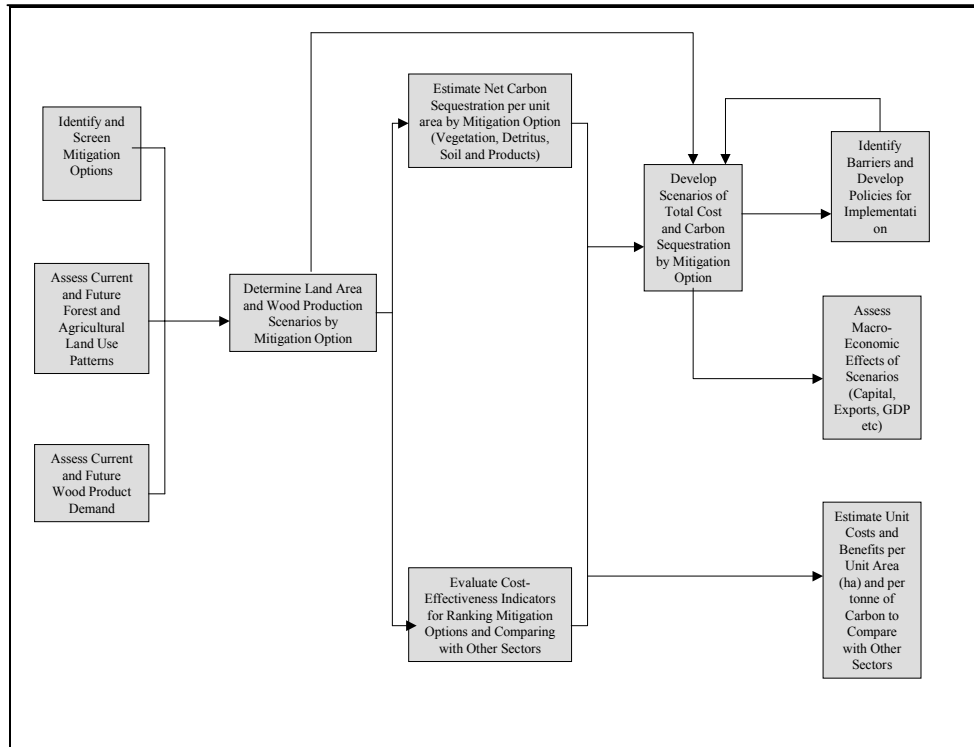 Identify and
Screen
Mitigation
Options
Assess Current
and Future
Forest and
Agricultural
Land Use
Patterns
Assess Current
and Future
Wood Product
Demand
Determine Land Area
and Wood Production
Scenarios by
Mitigation Option
Estimate Net Carbon
Sequestration per unit
area by Mitigation Option
(Vegetation, Detritus,
Soil and Products)
Evaluate Cost-
Effectiveness Indicators
for Ranking Mitigation
Options and Comparing
with Other Sectors
Develop
Scenarios of
Total Cost
and Carbon
Sequestration
by Mitigation
Option
Identify
Barriers and
Develop
Policies for
Implementati
on
Assess
Macro-
Economic
Effects of
Scenarios
(Capital,
Exports, GDP
etc)
Estimate Unit
Costs and
Benefits per
Unit Area
(ha) and per
tonne of
Carbon to
Compare
with Other
Sectors